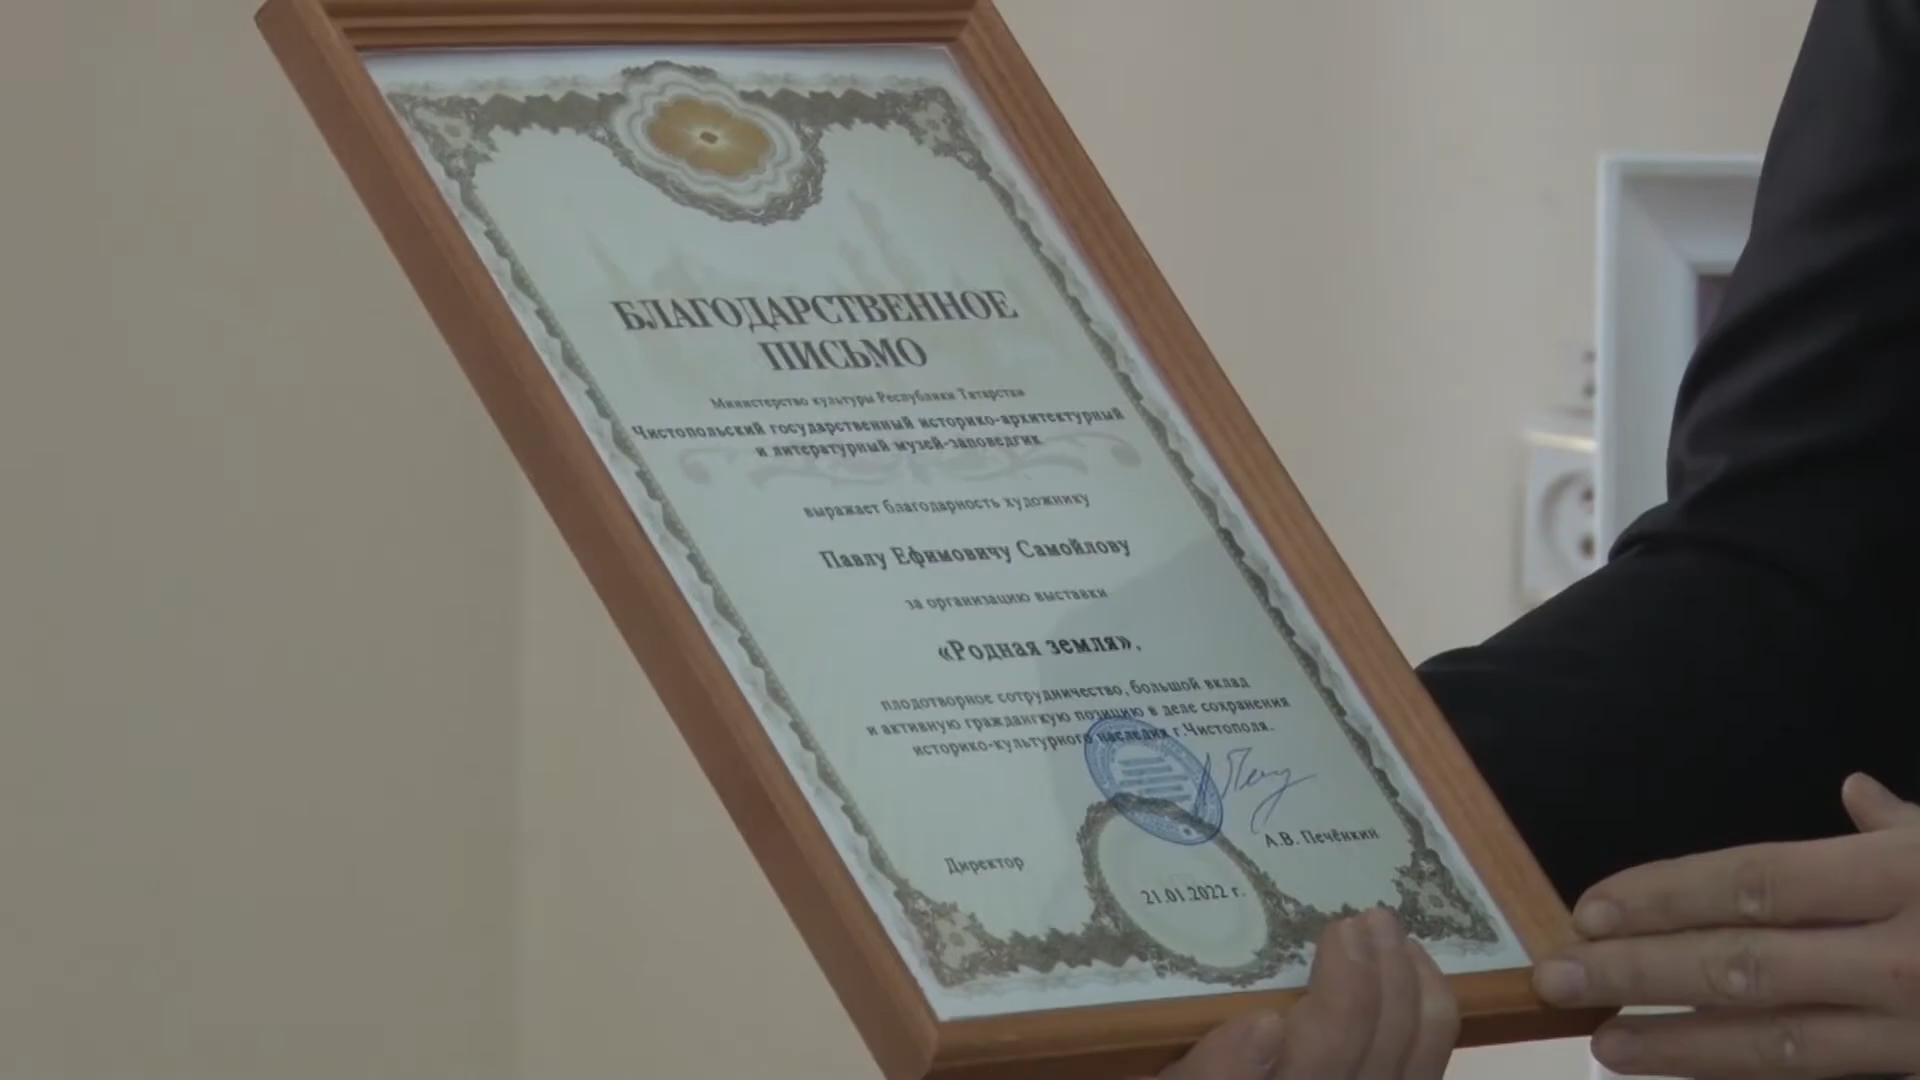 БЛАГОДАРСТВЕННОЕ
ПИСЬМО
Министерство культуры Республики Татарстан
Чистопольский государственный историко-архитектурный
и литературный музей-заповедник
выражает благодарность художнику
Павлу Ефимовичу Самойлову
за организацию выставки
«Родная земля»,
плодотворное сотрудничество, большой вклад
и активную гражданскую позицию в деле сохранения
историко-культурного наследия г.Чистополя.
Директор
А.В. Печёнкин
21.01.2022 г.